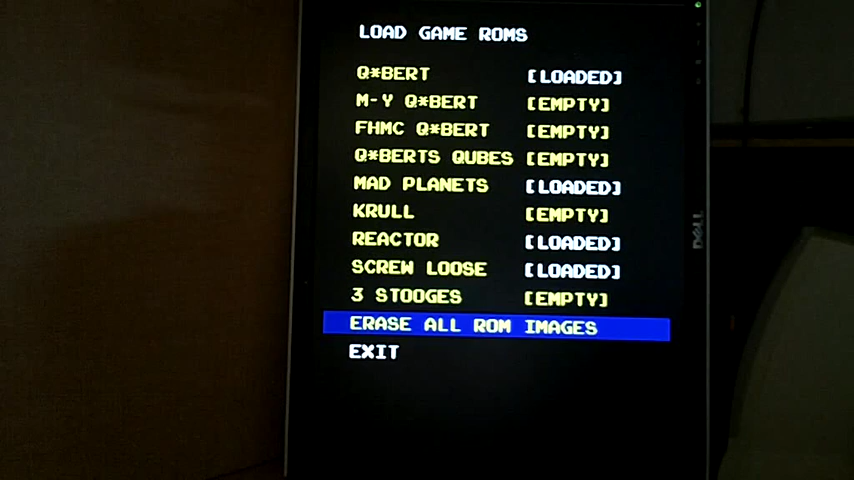 LOAD GAME ROMS
Q*BERT [LOADED]
M-Y Q*BERT [EMPTY]
FHMC Q*BERT [EMPTY]
Q*BERTS QUBES [EMPTY]
MAD PLANETS [LOADED]
KRULL [EMPTY]
REACTOR [LOADED]
SCREW LOOSE [LOADED]
3 STOOGES [EMPTY]
ERASE ALL ROM IMAGES
EXIT
DELL